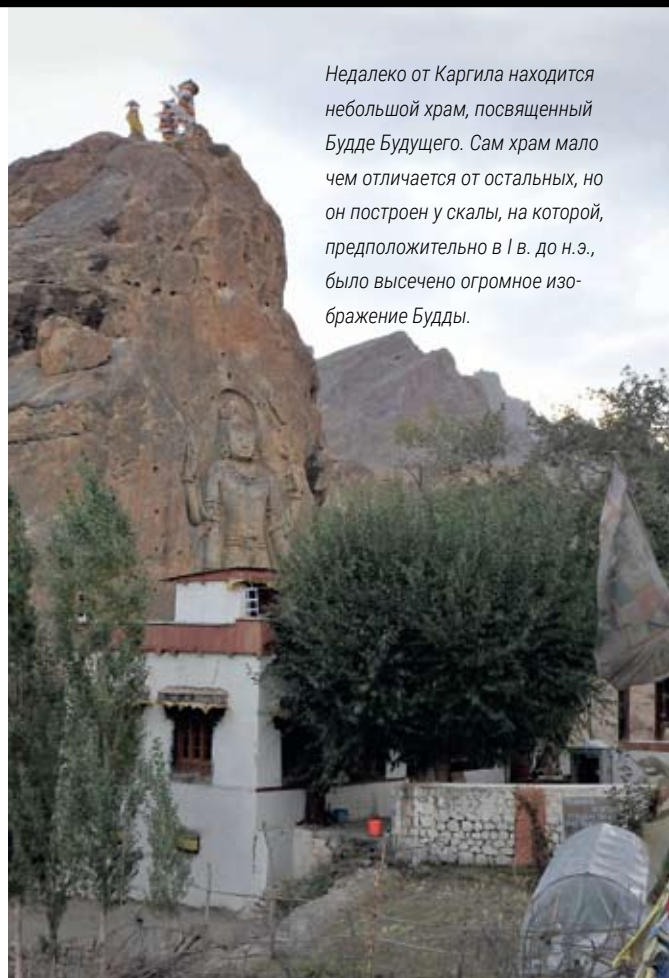 Недалеко от Каргила находится
небольшой храм, посвященный
Будде Будущего. Сам храм мало
чем отличается от остальных, но
он построен у скалы, на которой,
предположительно в I в. до н.э.,
было высечено огромное изо-
бражение Будды.